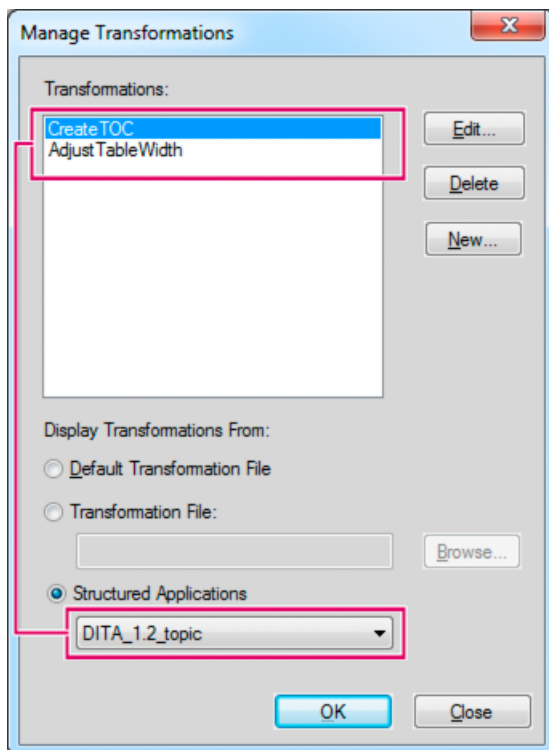 Manage Transformations
Transformations:
CreateTOC
AdjustTableWidth
Edit...
Delete
New...
Display Transformations From:
Default Transformation File
Transformation File:
Browse...
Structured Applications
DITA_1.2_topic
OK
Close